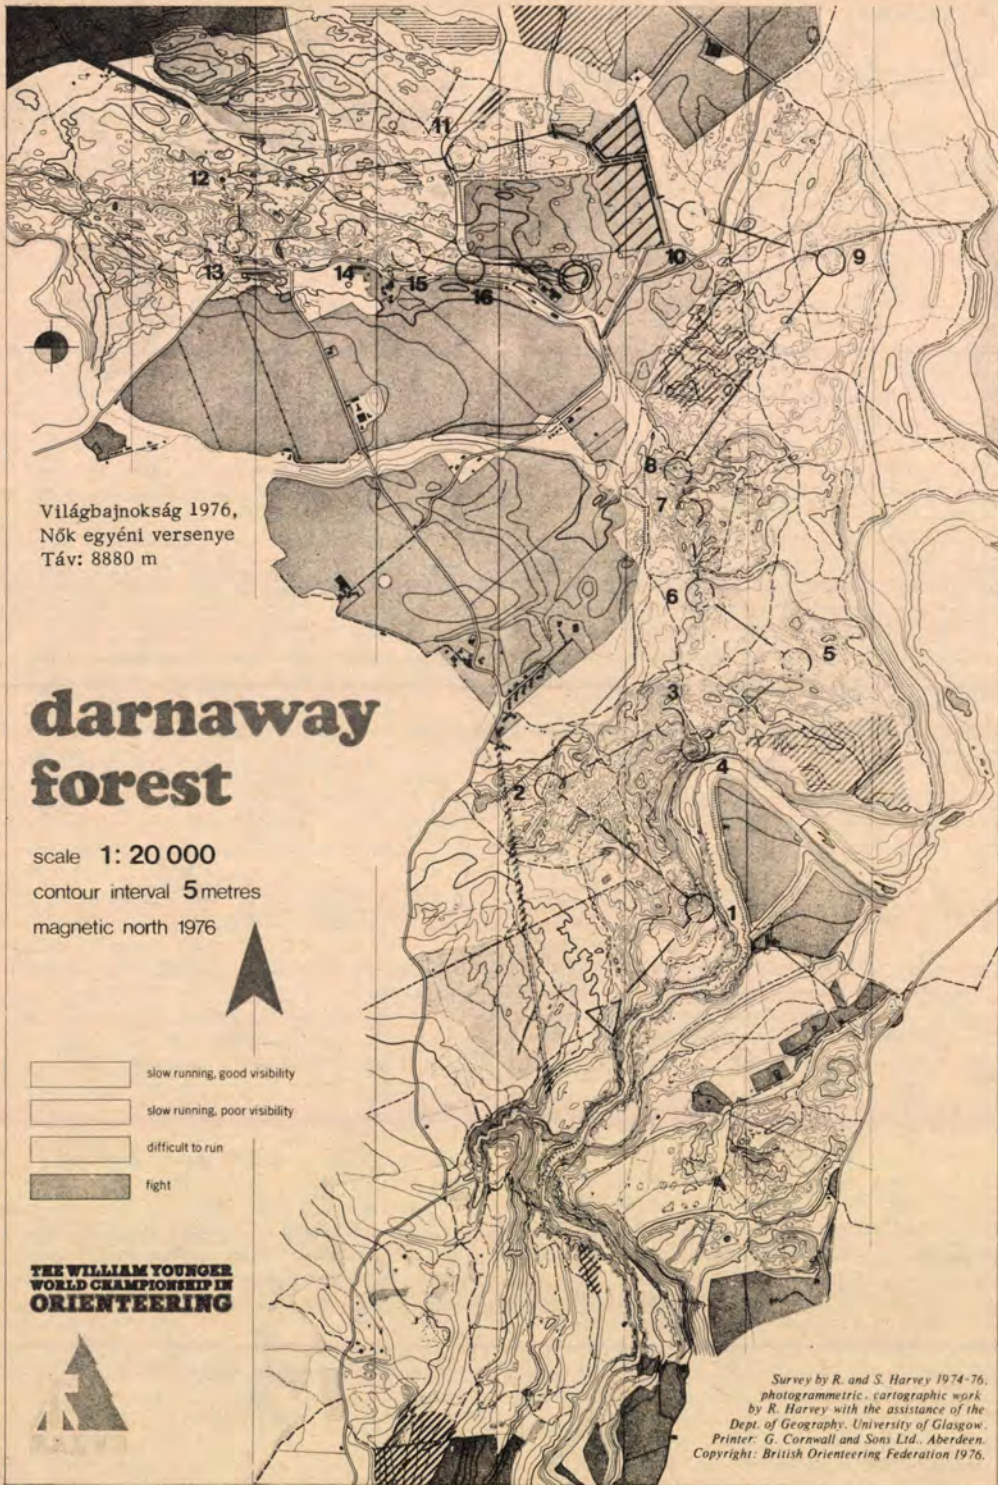 11
12
10
9
13
14
15
16
8
7
6
5
3
2
4
1
Világbajnokság 1976,
Nők egyéni versenye
Táv: 8880 m
darnaway
forest
scale 1: 20 000
contour interval 5 metres
magnetic north 1976
slow running, good visibility
slow running, poor visibility
difficult to run
fight
THE WILLIAM YOUNGER
WORLD CHAMPIONSHIP IN
ORIENTEERING
Survey by R. and S. Harvey 1974-76,
photogrammetric, cartographic work
by R. Harvey with the assistance of the
Dept. of Geography, University of Glasgow.
Printer: G. Cornwall and Sons Ltd., Aberdeen.
Copyright: British Orienteering Federation 1976.